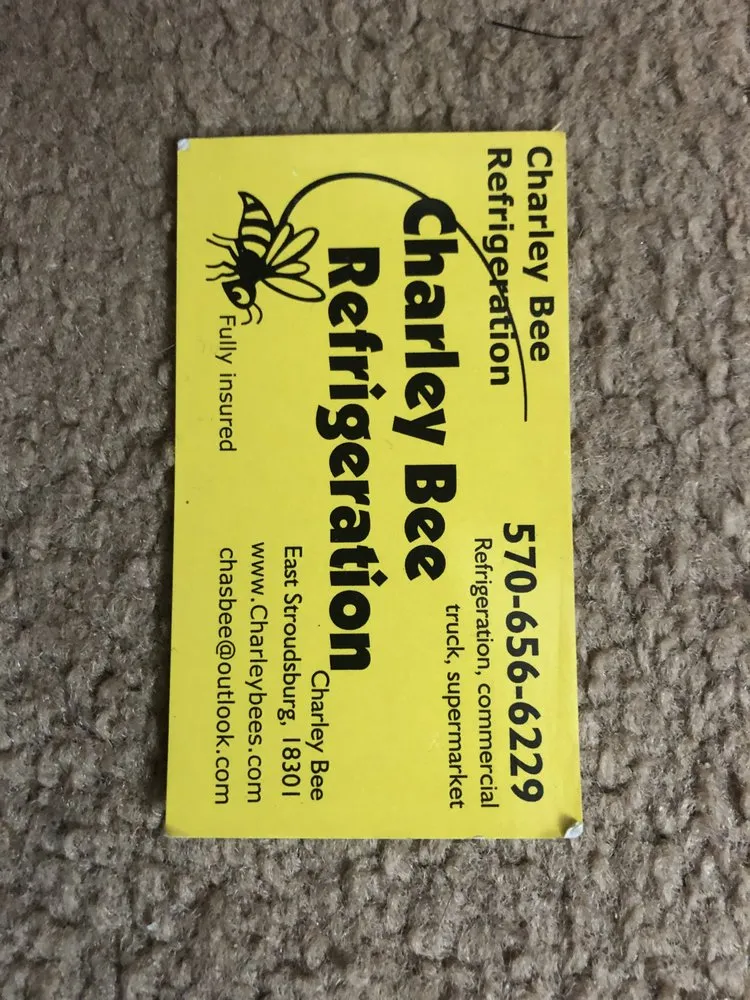 Charley Bee
Refrigeration
570-656-6229
Refrigeration, commercial
truck, supermarket
Charley Bee
Refrigeration
Fully insured
Charley Bee
East Stroudsburg, 18301
www.Charleybees.com
chasbee@outlook.com